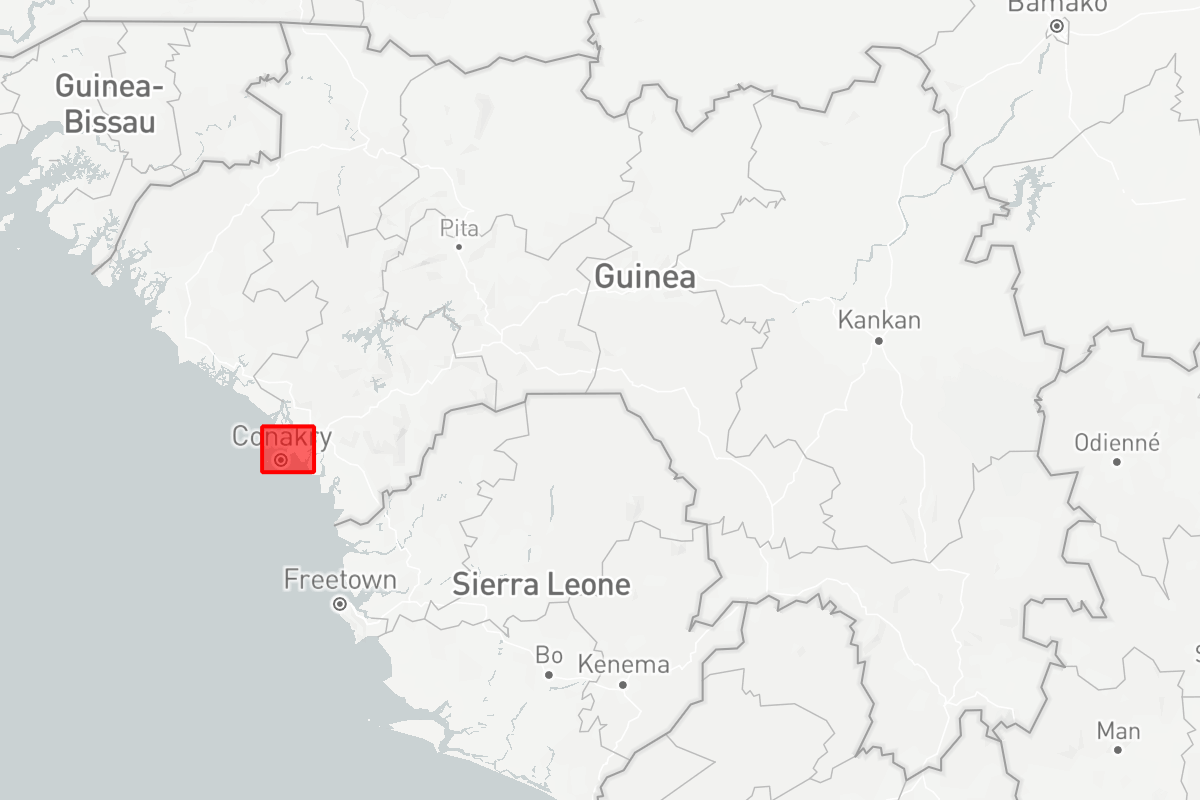 Bamako
Guinea-
Bissau
Pita
Guinea
Kankan
Conakry
Odienné
Freetown
Sierra Leone
Bo
Kenema
Man